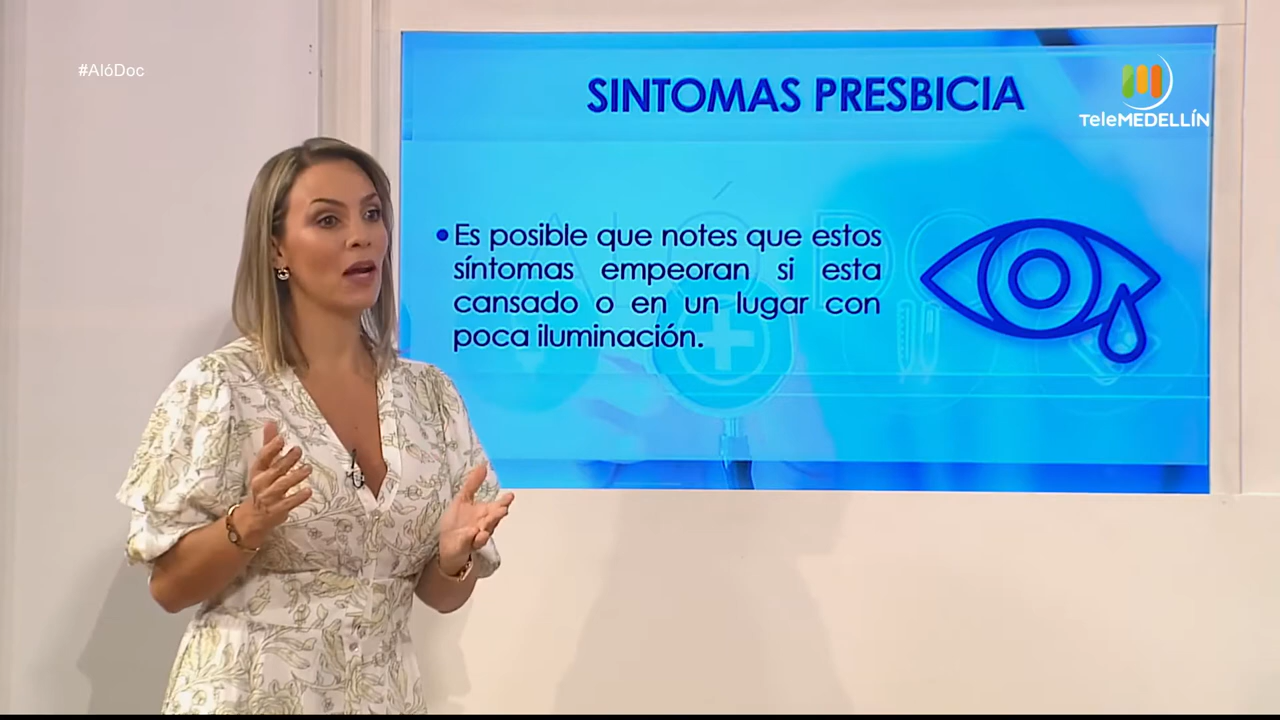 #AlóDoc
SINTOMAS PRESBICIA
TeleMEDELLÍN
•Es posible que notes que estos
síntomas empeoran si esta
cansado o en un lugar con
poca iluminación.